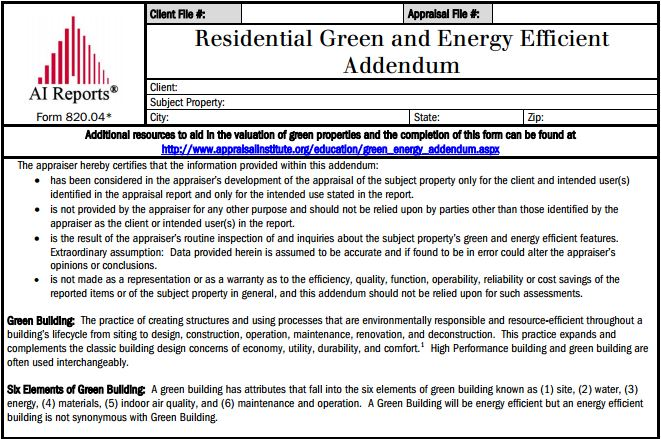 Client File #:
Appraisal File #:
Residential Green and Energy Efficient
Addendum
AI Reports®
Form 820.04*
Client:
Subject Property:
City:
State:
Zip:
Additional resources to aid in the valuation of green properties and the completion of this form can be found at
http://www.appraisalinstitute.org/education/green_energy_addendum.aspx
The appraiser hereby certifies that the information provided within this addendum:
• has been considered in the appraiser's development of the appraisal of the subject property only for the client and intended user(s)
identified in the appraisal report and only for the intended use stated in the report.
• is not provided by the appraiser for any other purpose and should not be relied upon by parties other than those identified by the
appraiser as the client or intended user(s) in the report.
• is the result of the appraiser's routine inspection of and inquiries about the subject property's green and energy efficient features.
Extraordinary assumption: Data provided herein is assumed to be accurate and if found to be in error could alter the appraiser's
opinions or conclusions.
• is not made as a representation or as a warranty as to the efficiency, quality, function, operability, reliability or cost savings of the
reported items or of the subject property in general, and this addendum should not be relied upon for such assessments.
Green Building: The practice of creating structures and using processes that are environmentally responsible and resource-efficient throughout a
building's lifecycle from siting to design, construction, operation, maintenance, renovation, and deconstruction. This practice expands and
complements the classic building design concerns of economy, utility, durability, and comfort.¹ High Performance building and green building are
often used interchangeably.
Six Elements of Green Building: A green building has attributes that fall into the six elements of green building known as (1) site, (2) water, (3)
energy, (4) materials, (5) indoor air quality, and (6) maintenance and operation. A Green Building will be energy efficient but an energy efficient
building is not synonymous with Green Building.